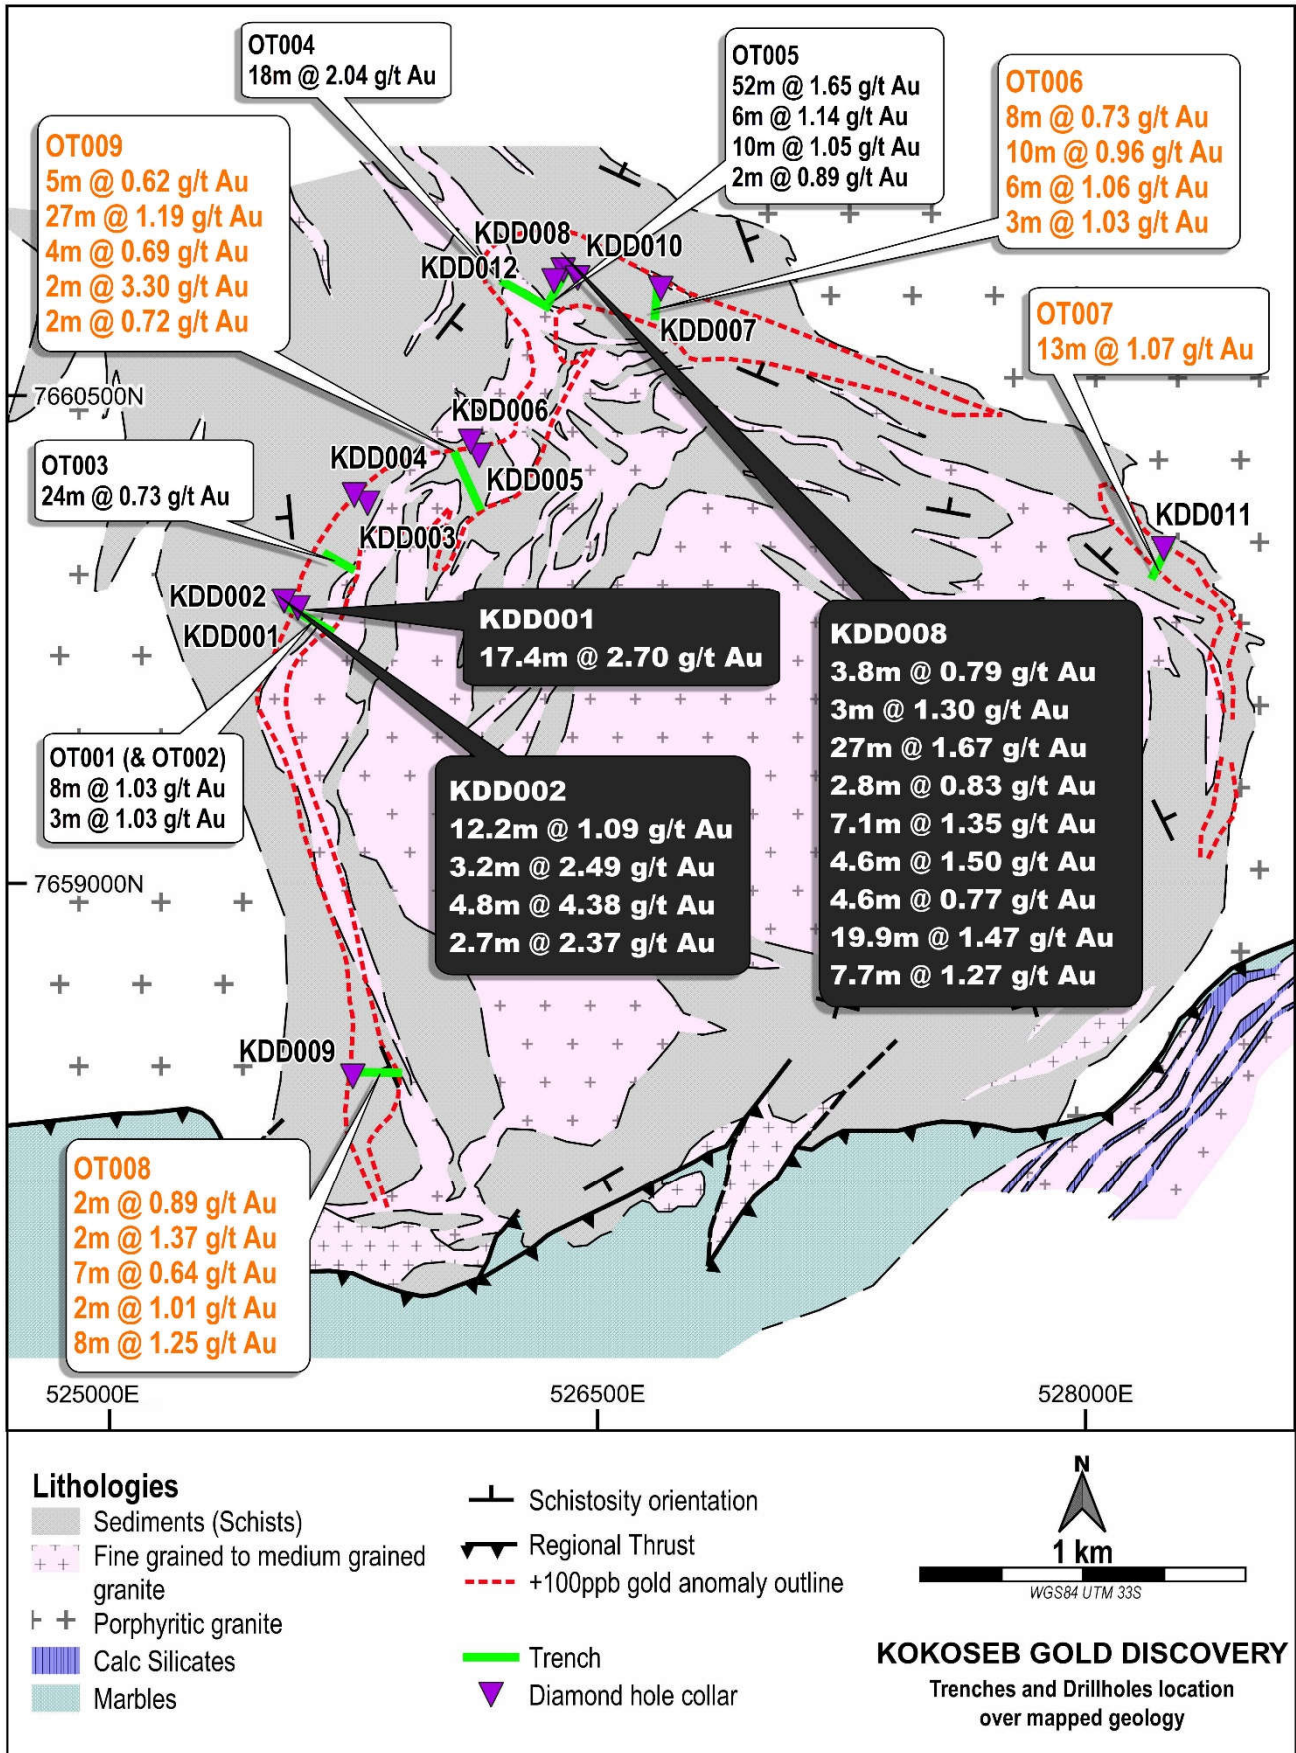 OT004
18m @ 2.04 g/t Au
OT005
52m @ 1.65 g/t Au
6m @ 1.14 g/t Au
10m @ 1.05 g/t Au
2m @ 0.89 g/t Au
OT006
8m @ 0.73 g/t Au
10m @ 0.96 g/t Au
6m @ 1.06 g/t Au
3m @ 1.03 g/t Au
OT009
5m @ 0.62 g/t Au
27m @ 1.19 g/t Au
4m @ 0.69 g/t Au
2m @ 3.30 g/t Au
2m @ 0.72 g/t Au
KDD008
KDD010
KDD012
KDD007
OT007
13m @ 1.07 g/t Au
7660500N
KDD006
KDD004
KDD005
OT003
24m @ 0.73 g/t Au
KDD003
KDD011
KDD002
KDD001
KDD001
17.4m @ 2.70 g/t Au
KDD008
3.8m @ 0.79 g/t Au
3m @ 1.30 g/t Au
27m @ 1.67 g/t Au
2.8m @ 0.83 g/t Au
7.1m @ 1.35 g/t Au
4.6m @ 1.50 g/t Au
4.6m @ 0.77 g/t Au
19.9m @ 1.47 g/t Au
7.7m @ 1.27 g/t Au
OT001 (& OT002)
8m @ 1.03 g/t Au
3m @ 1.03 g/t Au
KDD002
12.2m @ 1.09 g/t Au
3.2m @ 2.49 g/t Au
4.8m @ 4.38 g/t Au
2.7m @ 2.37 g/t Au
7659000N
KDD009
OT008
2m @ 0.89 g/t Au
2m @ 1.37 g/t Au
7m @ 0.64 g/t Au
2m @ 1.01 g/t Au
8m @ 1.25 g/t Au
525000E
526500E
528000E
Lithologies
Sediments (Schists)
Fine grained to medium grained
granite
Porphyritic granite
Calc Silicates
Marbles
Schistosity orientation
Regional Thrust
+100ppb gold anomaly outline
Trench
Diamond hole collar
N
1 km
WGS84 UTM 33S
KOKOSEB GOLD DISCOVERY
Trenches and Drillholes location
over mapped geology